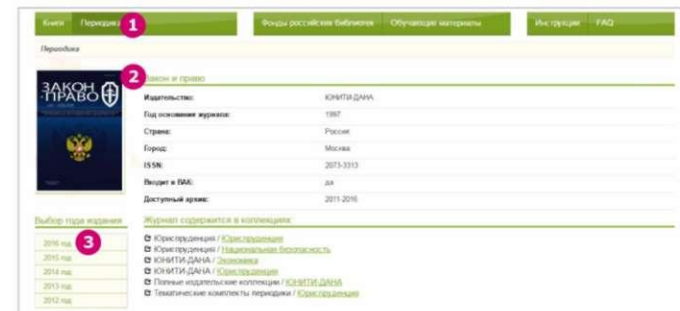 Книги Периодика 1 Фонды российских библиотек Обучающие материалы Инструкции FAQ
Периодика
2 Закон и право
ЗАКОН
ПРАВО
Издательство: ЮНИТИ-ДАНА
Год основания журнала: 1997
Страна: Россия
Город: Москва
ISSN: 2073-3313
Входит в ВАК: да
Доступный архив: 2011-2016
Выбор года издания
Журнал содержится в коллекциях:
2016 год 3
2015 год
2014 год
2013 год
2012 год
Юриспруденция / Юриспруденция
Юриспруденция / Национальная безопасность
ЮНИТИ-ДАНА / Экономика
ЮНИТИ-ДАНА / Юриспруденция
Полные издательские коллекции / ЮНИТИ-ДАНА
Тематические комплекты периодики / Юриспруденция